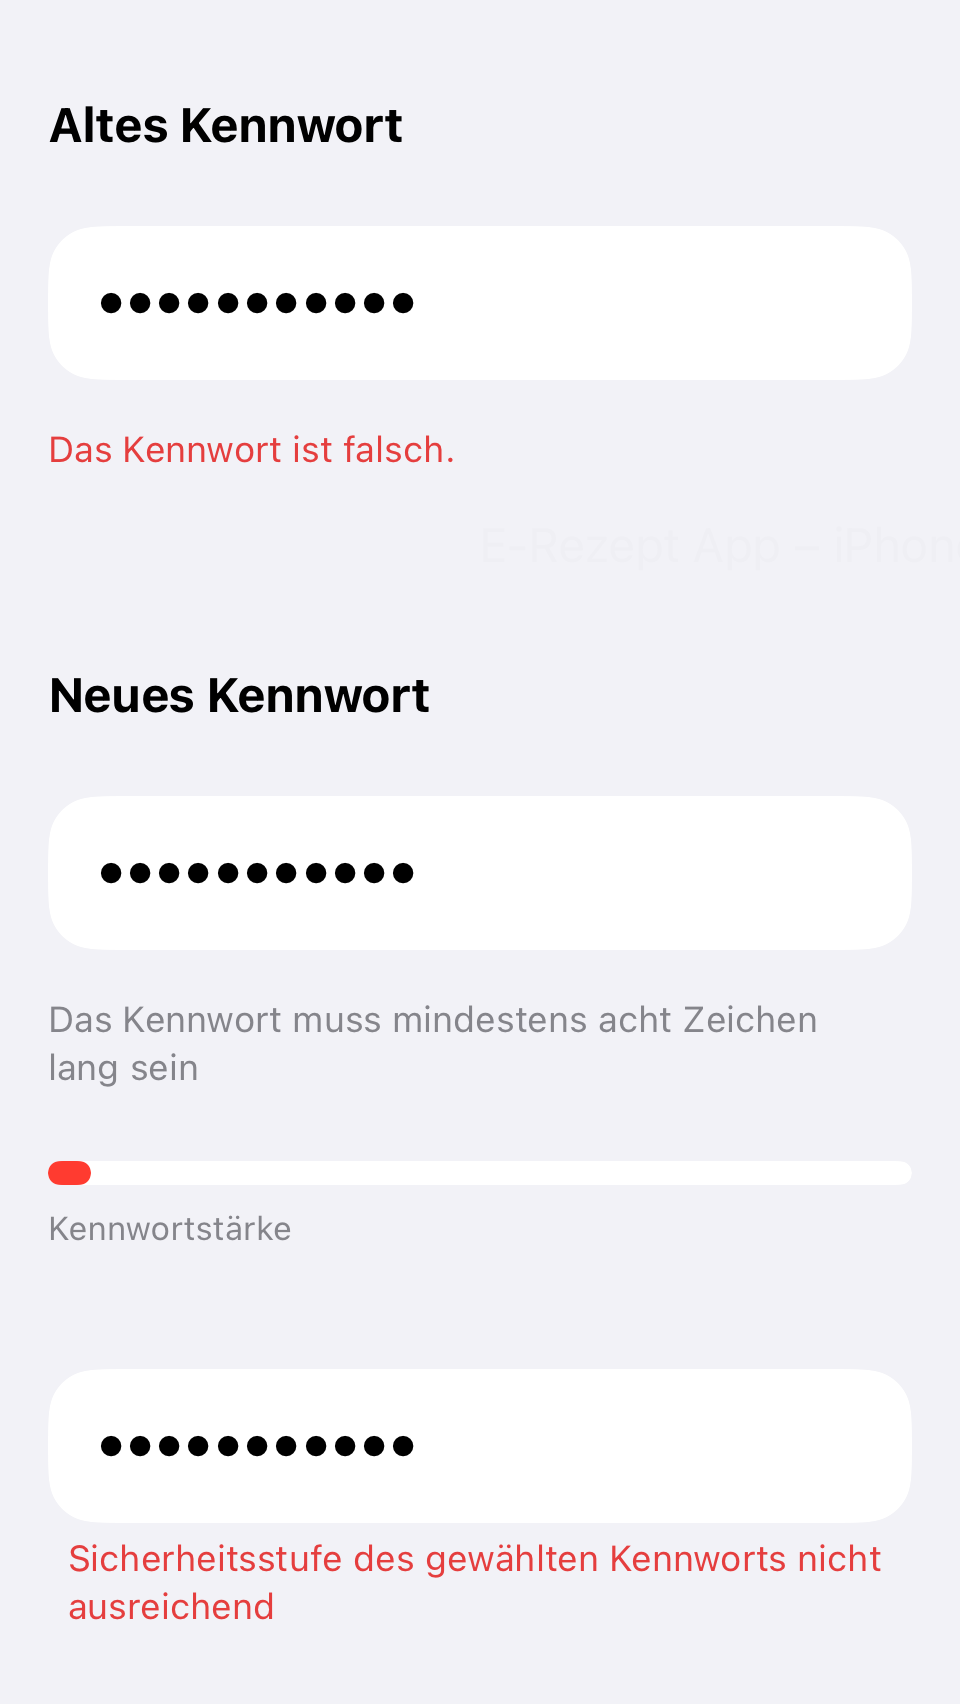 Altes Kennwort
•••••••••••
Das Kennwort ist falsch.
E-Rezept App – iPhon
Neues Kennwort
•••••••••••
Das Kennwort muss mindestens acht Zeichen
lang sein
Kennwortstärke
•••••••••••
Sicherheitsstufe des gewählten Kennworts nicht
ausreichend